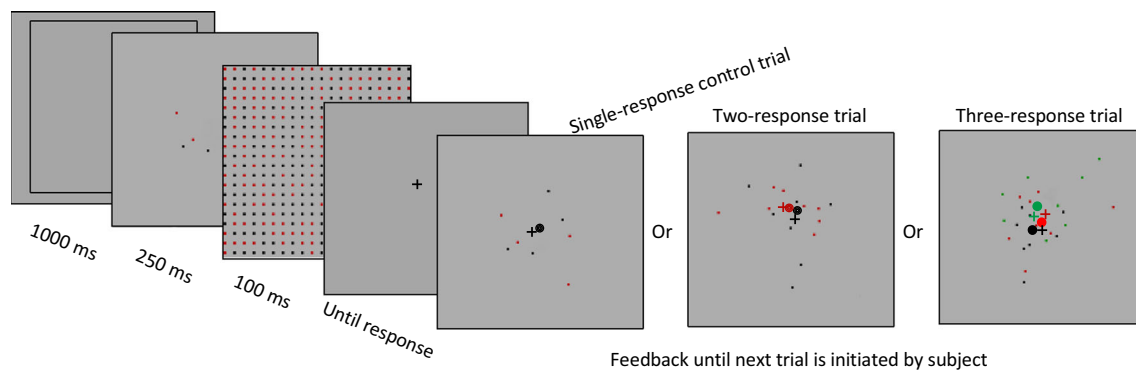 Single-response control trial
Two-response trial
Three-response trial
Or
Or
1000 ms
250 ms
100 ms
Until response
Feedback until next trial is initiated by subject